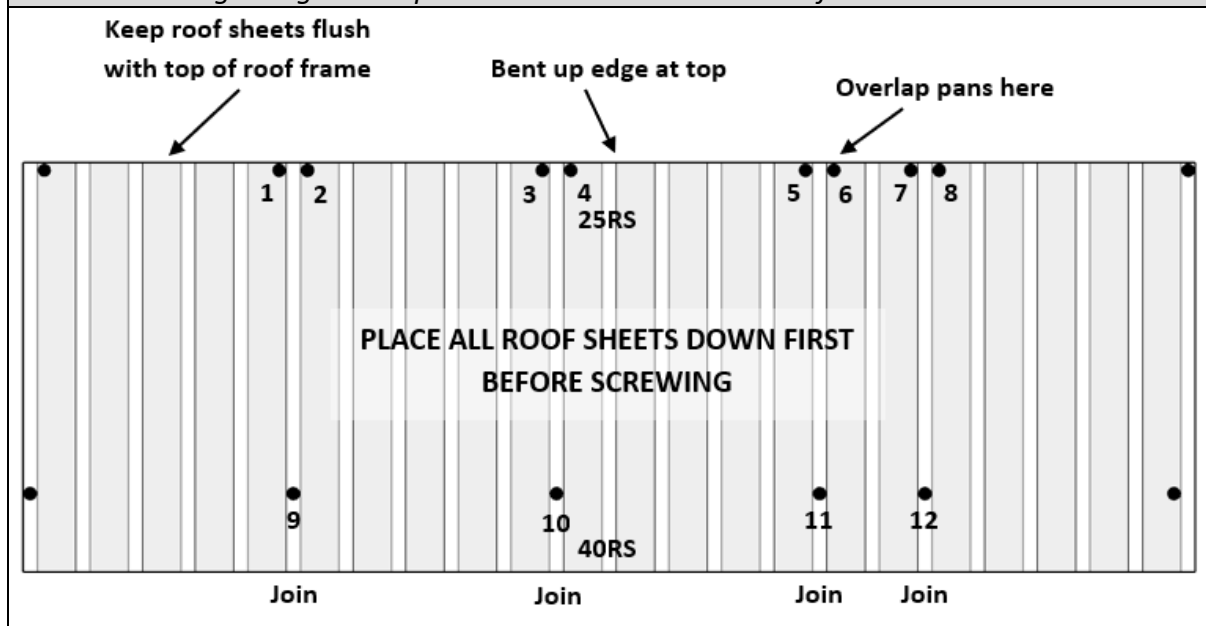 Keep roof sheets flush
with top of roof frame
Bent up edge at top
Overlap pans here
1 2 3 4 5 6 7 8
25RS
PLACE ALL ROOF SHEETS DOWN FIRST
BEFORE SCREWING
9 10 11 12
40RS
Join Join Join Join